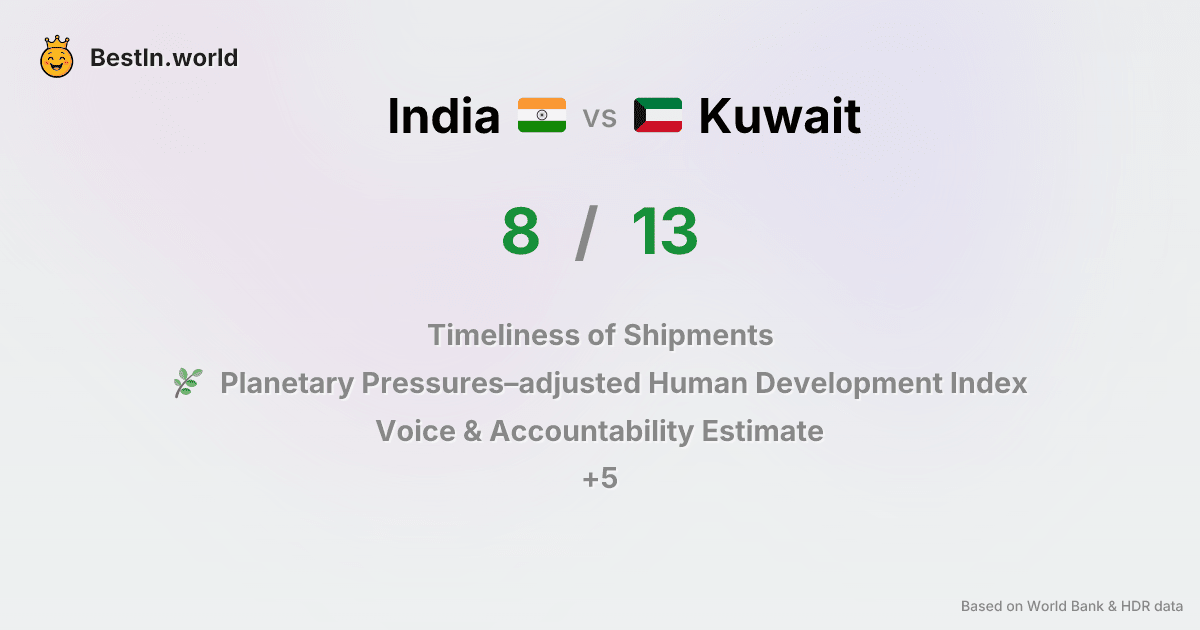 BestIn.world
India vs Kuwait
8 / 13
Timeliness of Shipments
Planetary Pressures–adjusted Human Development Index
Voice & Accountability Estimate
+5
Based on World Bank & HDR data